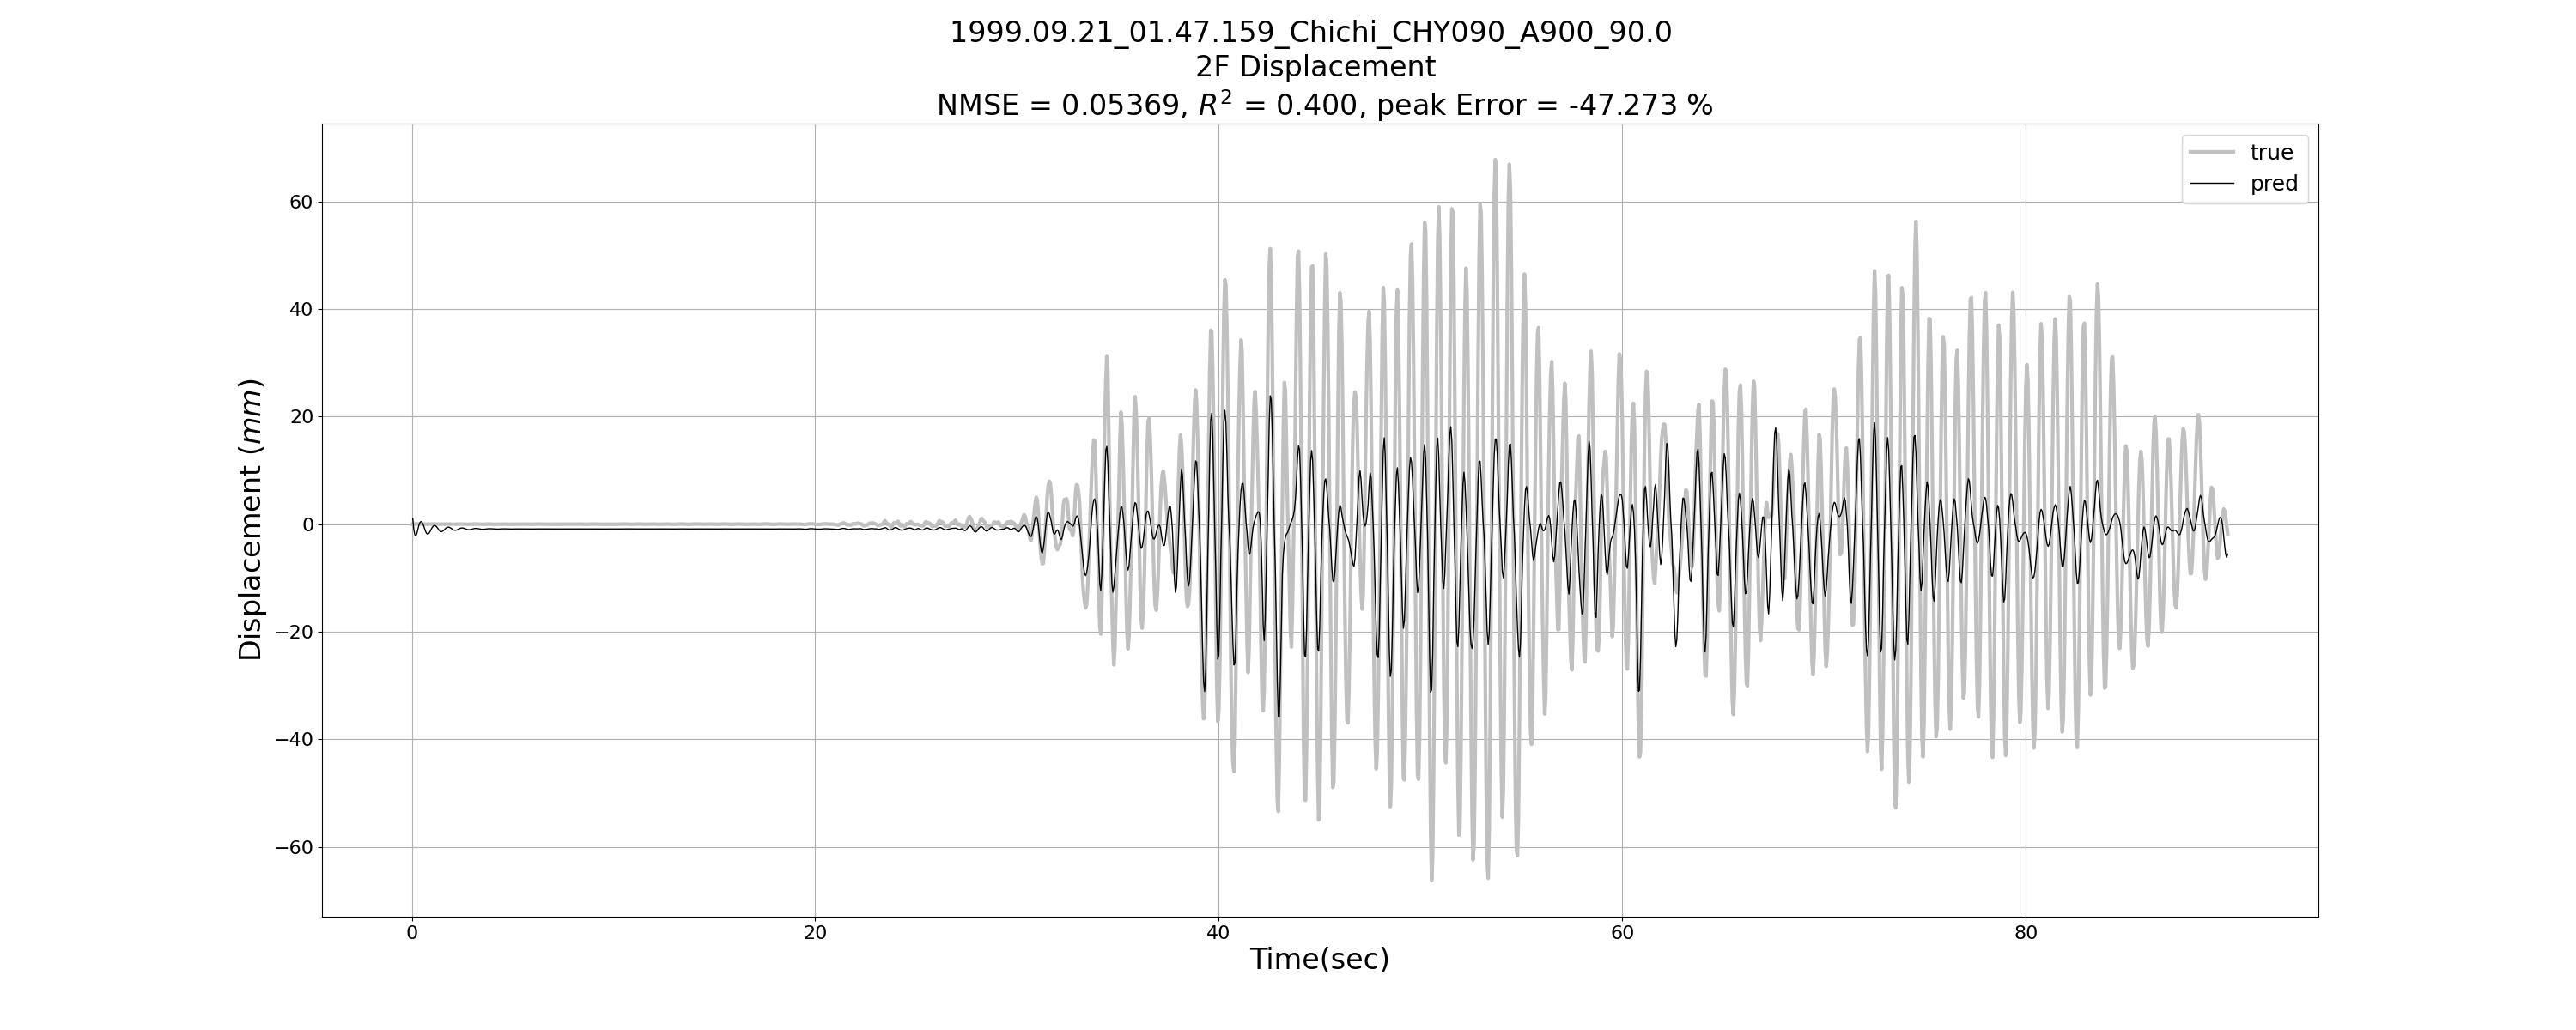 1999.09.21_01.47.159_Chichi_CHY090_A900_90.0
2F Displacement
NMSE = 0.05369, R² = 0.400, peak Error = -47.273 %
true
pred
60
40
20
0
−20
−40
−60
Displacement (mm)
0 20 40 60 80
Time(sec)